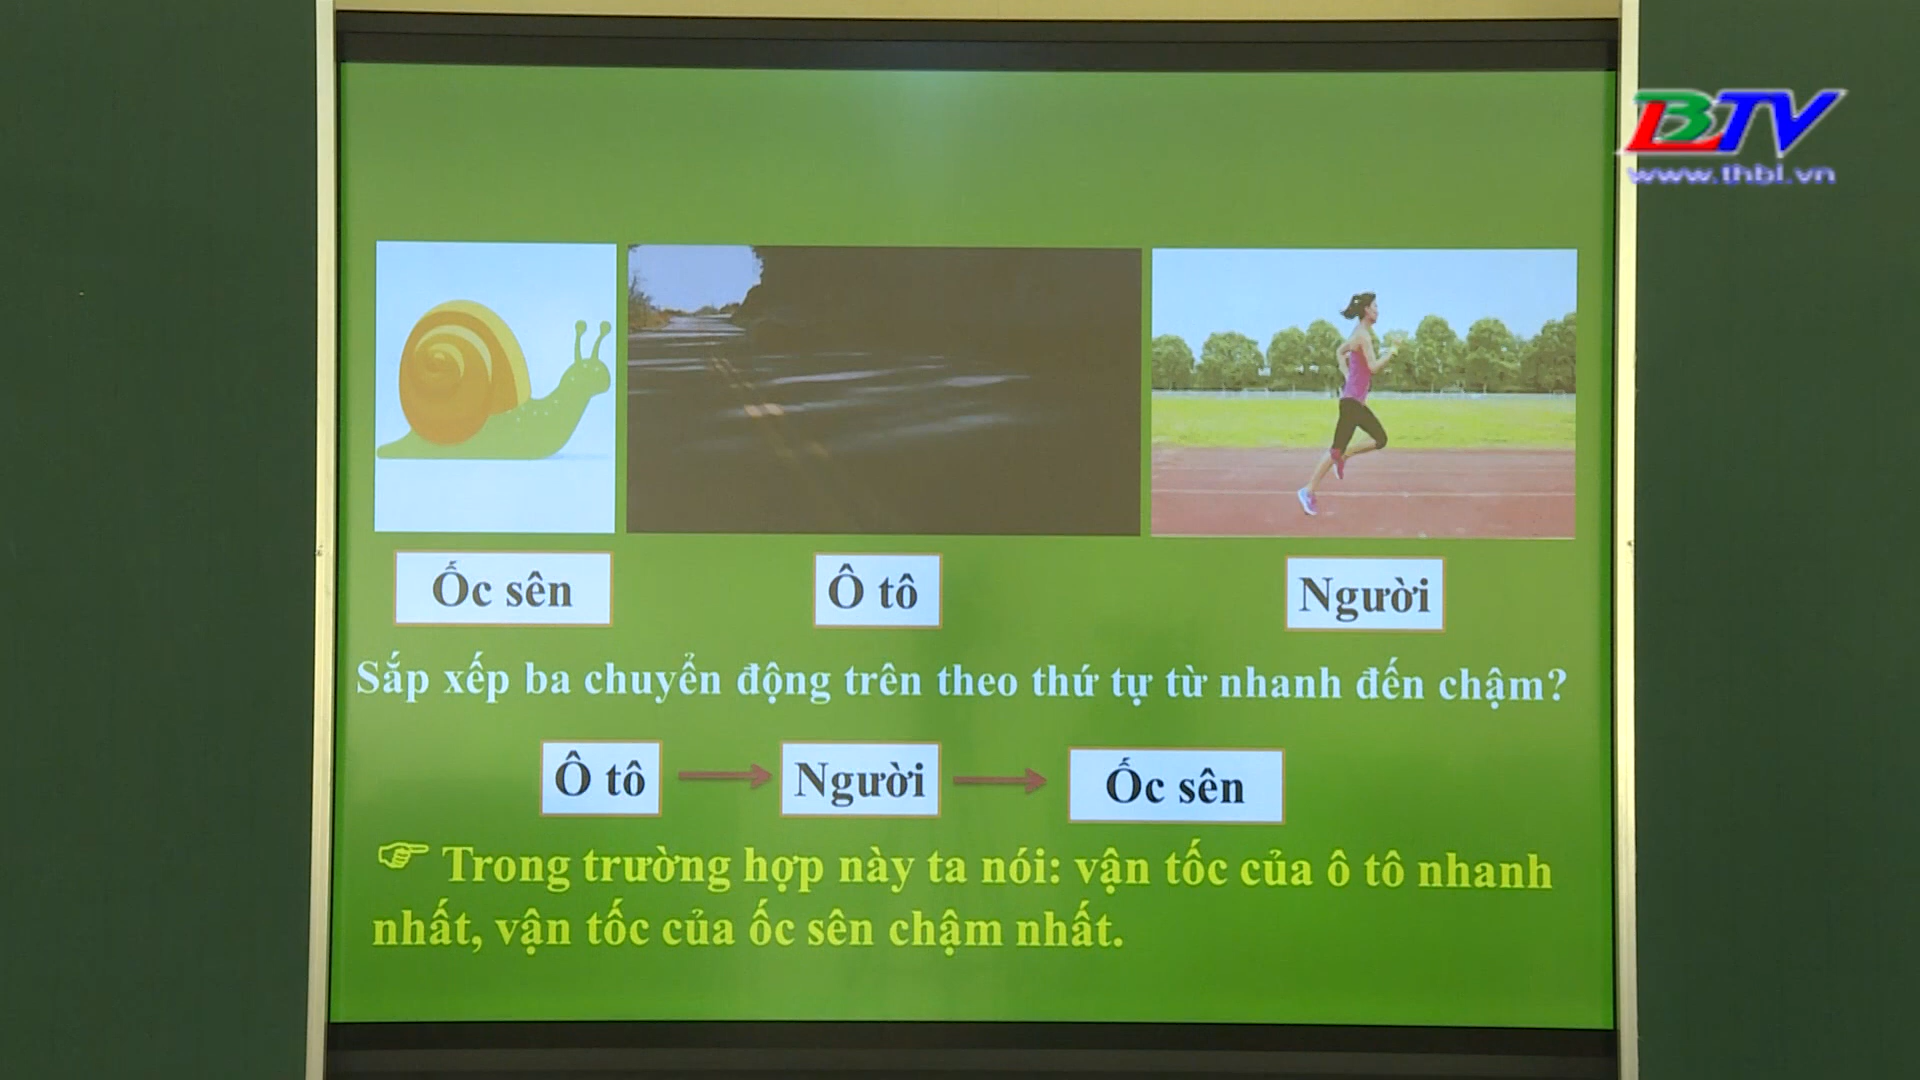 BTV
www.thbl.vn
Ốc sên
Ô tô
Người
Sắp xếp ba chuyển động trên theo thứ tự từ nhanh đến chậm?
Ô tô
Người
Ốc sên
Trong trường hợp này ta nói: vận tốc của ô tô nhanh
nhất, vận tốc của ốc sên chậm nhất.